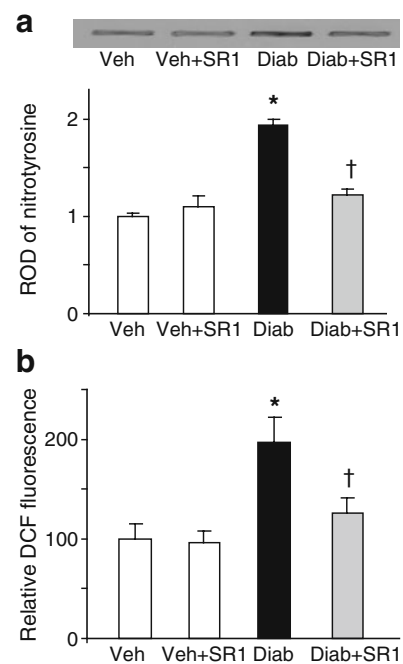 a
Veh Veh+SR1 Diab Diab+SR1
ROD of nitrotyrosine
2
1
0
*
†
Veh Veh+SR1 Diab Diab+SR1
b
Relative DCF fluorescence
200
100
0
*
†
Veh Veh+SR1 Diab Diab+SR1